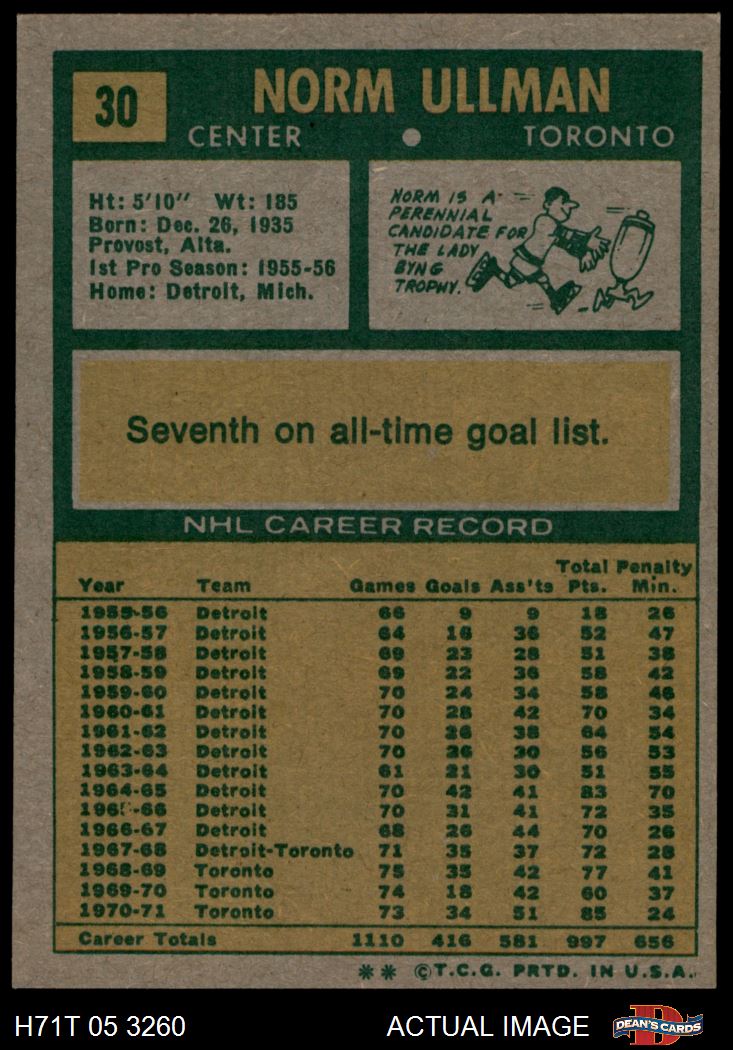 30
NORM ULLMAN
CENTER • TORONTO
Ht: 5'10" Wt: 185
Born: Dec. 26, 1935
Provost, Alta.
1st Pro Season: 1955-56
Home: Detroit, Mich.
NORM IS A
PERENNIAL
CANDIDATE FOR
THE LADY
BYNG
TROPHY.
Seventh on all-time goal list.
NHL CAREER RECORD
Total Penalty
Year Team Games Goals Ass'ts Pts. Min.
1955-56 Detroit 66 9 9 18 26
1956-57 Detroit 64 16 36 52 47
1957-58 Detroit 69 23 28 51 38
1958-59 Detroit 69 22 36 58 42
1959-60 Detroit 70 24 34 58 46
1960-61 Detroit 70 28 42 70 34
1961-62 Detroit 70 26 38 64 54
1962-63 Detroit 70 26 30 56 53
1963-64 Detroit 61 21 30 51 55
1964-65 Detroit 70 42 41 83 70
1965-66 Detroit 70 31 41 72 35
1966-67 Detroit 68 26 44 70 26
1967-68 Detroit-Toronto 71 35 37 72 28
1968-69 Toronto 75 35 42 77 41
1969-70 Toronto 74 18 42 60 37
1970-71 Toronto 73 34 51 85 24
Career Totals 1110 416 581 997 656
** ©T.C.G. PRTD. IN U.S.A.
H71T 05 3260 ACTUAL IMAGE
D
DEAN'S CARDS